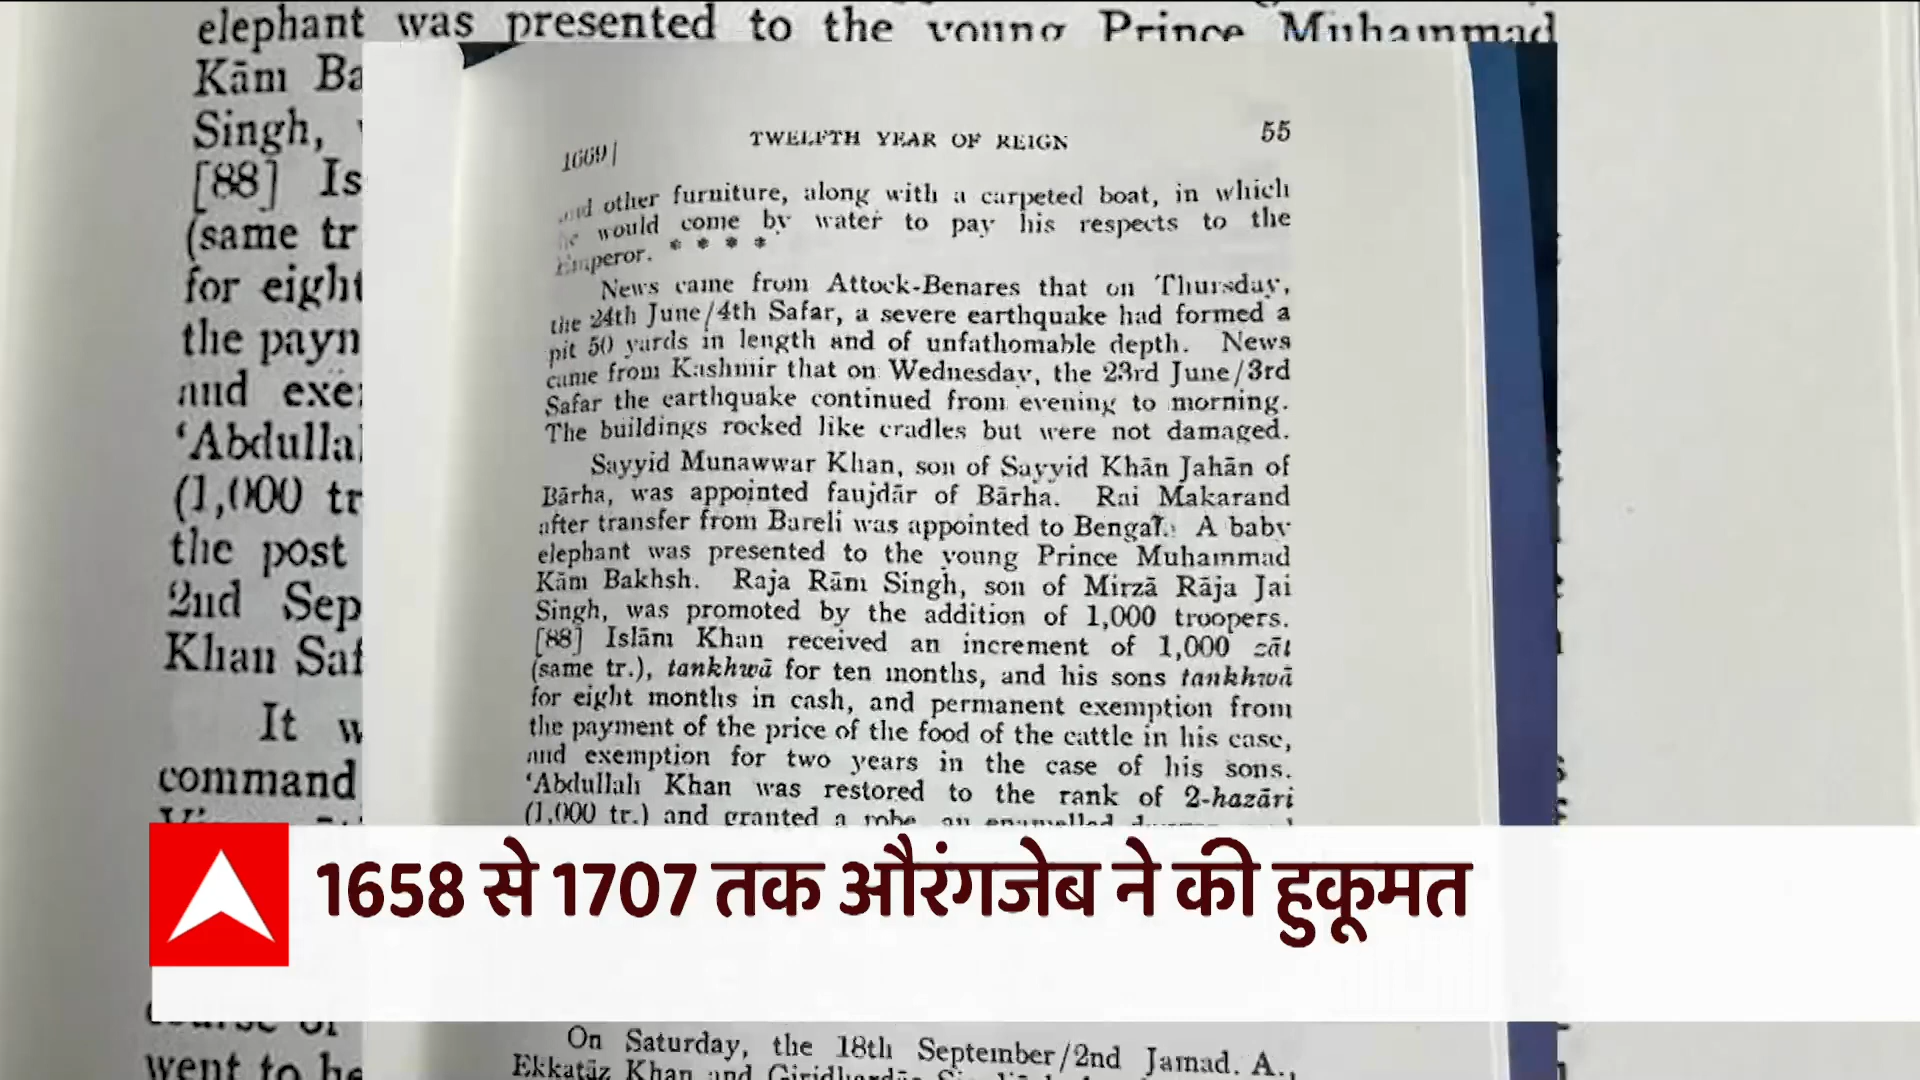 elephant was presented to the young Prince Muhammad
Kām Ba
Singh,
[88] Is
(same tr
for eight
the payn
and exe
'Abdulla
(1,000 tr
the post
2nd Sep
Khan Saf
It w
command
course of
went to he
1669]
TWELFTH YEAR OF REIGN
55
and other furniture, along with a carpeted boat, in which
he would come by water to pay his respects to the
Emperor. * * * *
News came from Attock-Benares that on Thursday,
the 24th June/4th Safar, a severe earthquake had formed a
pit 50 yards in length and of unfathomable depth. News
came from Kashmir that on Wednesday, the 23rd June/3rd
Safar the earthquake continued from evening to morning.
The buildings rocked like cradles but were not damaged.
Sayyid Munawwar Khan, son of Sayyid Khān Jahān of
Bārha, was appointed faujdār of Bārha. Rai Makarand
after transfer from Bareli was appointed to Bengal. A baby
elephant was presented to the young Prince Muhammad
Kām Bakhsh. Raja Rām Singh, son of Mirzā Rāja Jai
Singh, was promoted by the addition of 1,000 troopers.
[88] Islām Khan received an increment of 1,000 zāt
(same tr.), tankhwā for ten months, and his sons tankhwā
for eight months in cash, and permanent exemption from
the payment of the price of the food of the cattle in his case,
and exemption for two years in the case of his sons.
'Abdullah Khan was restored to the rank of 2-hazāri
(1,000 tr.) and granted a robe, an enamelled
1658 से 1707 तक औरंगजेब ने की हुकूमत
On Saturday, the 18th September/2nd Jamad. A.,
Ekkatāz Khan and